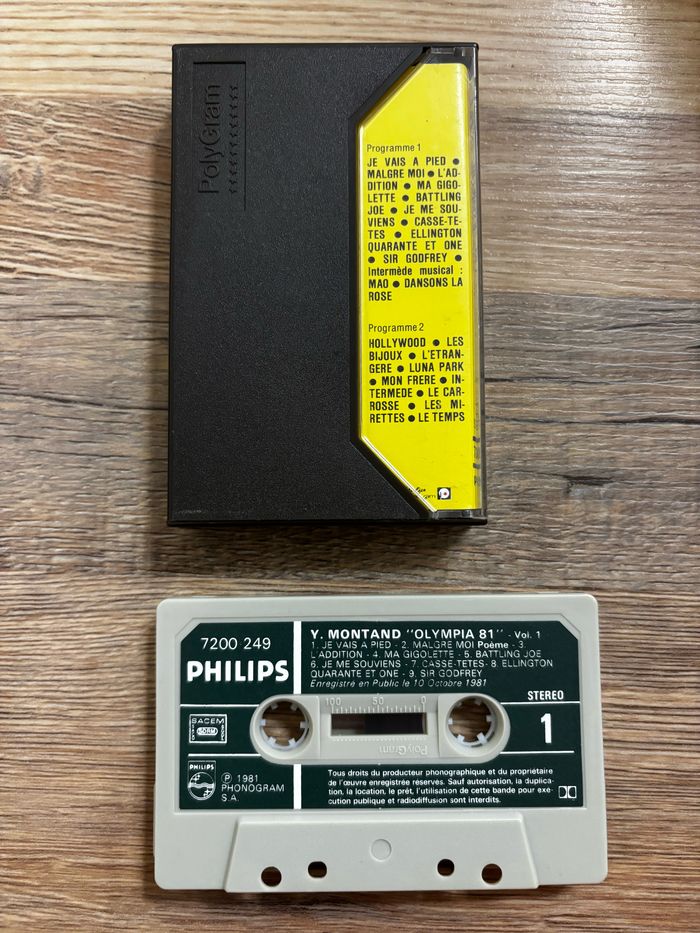 PolyGram
Programme 1
JE VAIS A PIED ●
MALGRE MOI ● L'AD-
DITION ● MA GIGO-
LETTE ● BATTLING
JOE ● JE ME SOU-
VIENS ● CASSE-TE-
TES ● ELLINGTON
QUARANTE ET ONE
● SIR GODFREY ●
Intermède musical :
MAO ● DANSONS LA
ROSE
Programme 2
HOLLYWOOD ● LES
BIJOUX ● L'ETRAN-
GERE ● LUNA PARK
● MON FRERE ● IN-
TERMEDE ● LE CAR-
ROSSE ● LES MI-
RETTES ● LE TEMPS
7200 249
PHILIPS
Y. MONTAND "OLYMPIA 81" - Vol. 1
1. JE VAIS A PIED - 2. MALGRE MOI Poème - 3.
L'ADDITION - 4. MA GIGOLETTE - 5. BATTLING JOE
6. JE ME SOUVIENS - 7. CASSE-TETES - 8. ELLINGTON
QUARANTE ET ONE - 9. SIR GODFREY
Enregistré en Public le 10 Octobre 1981
STEREO
1
100 50 0
PolyGram
SACEM
PHILIPS
℗ 1981
PHONOGRAM
S.A.
Tous droits du producteur phonographique et du propriétaire
de l'œuvre enregistrée réservés. Sauf autorisation, la duplica-
tion, la location, le prêt, l'utilisation de cette bande pour exé-
cution publique et radiodiffusion sont interdits.